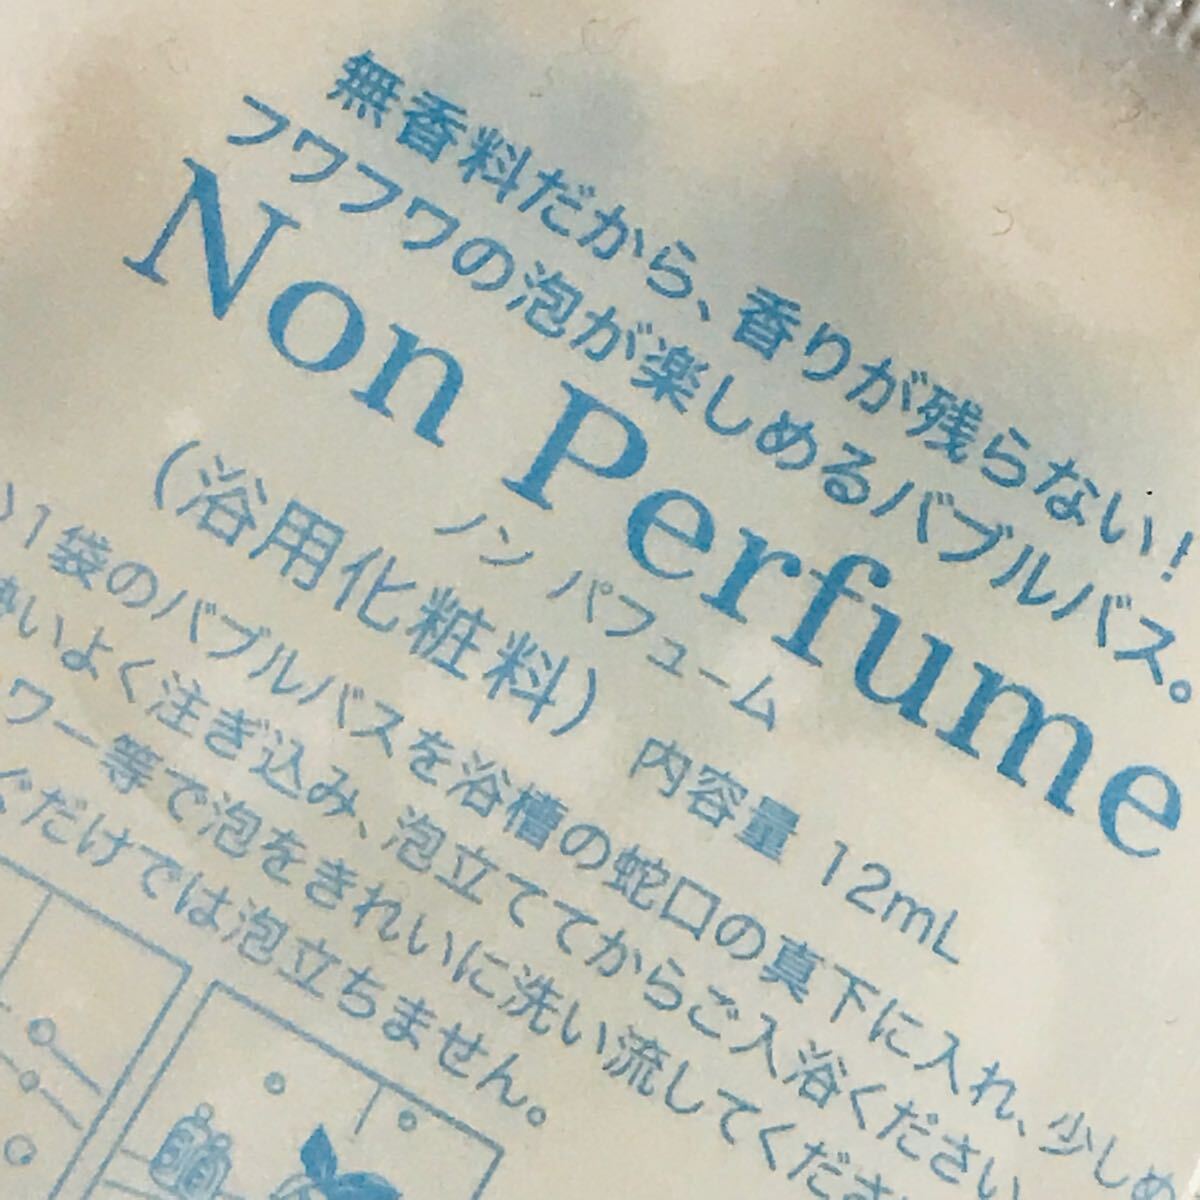 無香料だから、香りが残らない!
フワフワの泡が楽しめるバブルバス。
Non Perfume
ノン パフューム
(浴用化粧料) 内容量 12mL
)1袋のバブルバスを浴槽の蛇口の真下に入れ、少しめ
いよく注ぎ込み、泡立ててからご入浴ください
ワー等で泡をきれいに洗い流してくださ
ぐだけでは泡立ちません。